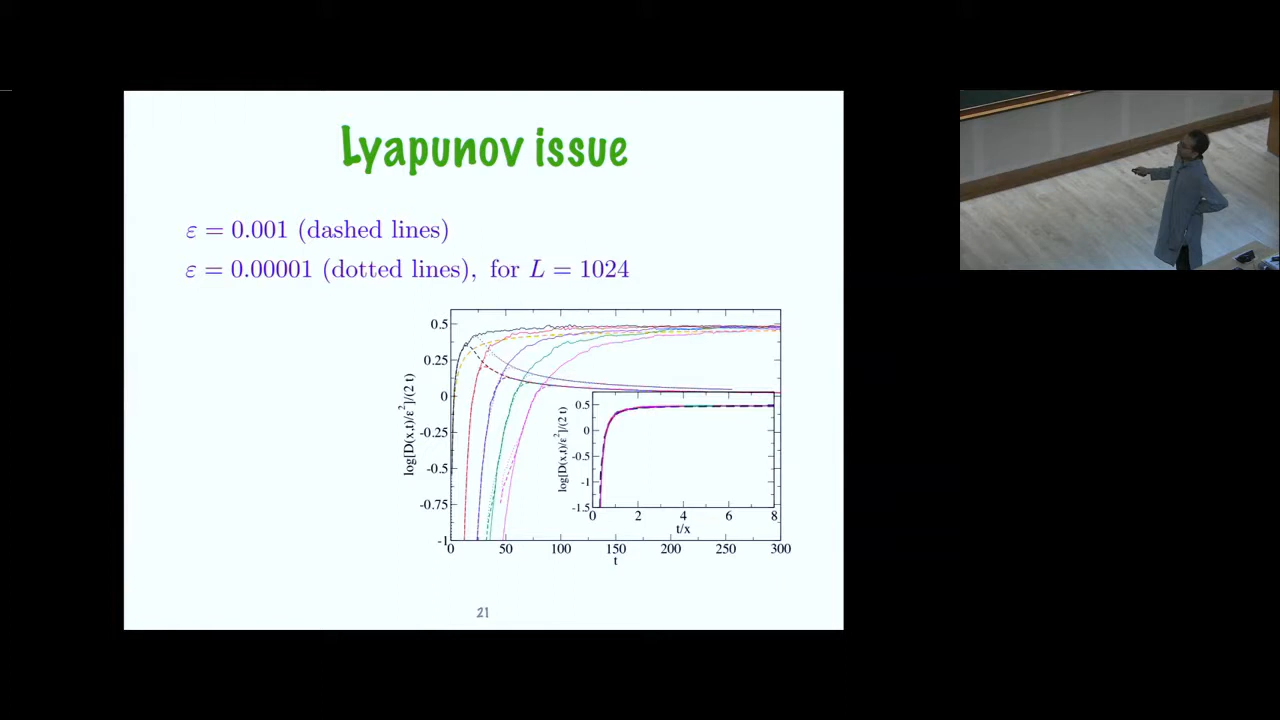 Lyapunov issue
ε = 0.001 (dashed lines)
ε = 0.00001 (dotted lines), for L = 1024
0.5
0.25
0
-0.25
-0.5
-0.75
-1
log[D(x,t)/ε²]/(2 t)
0 50 100 150 200 250 300
t
0.5
0
-0.5
-1
-1.5
log[D(x,t)/ε²]/(2 t)
0 2 4 6 8
t/x
21